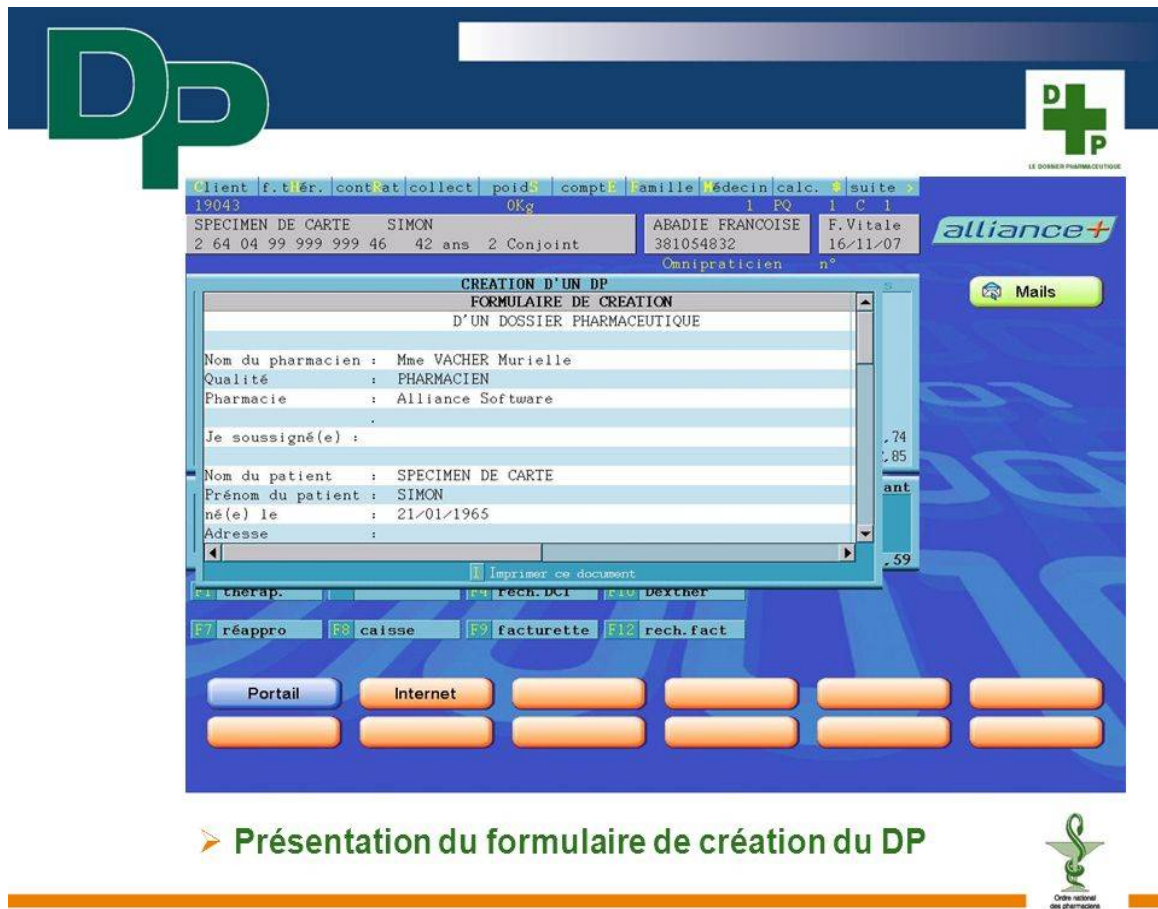 DP
D
P
LE DOSSIER PHARMACEUTIQUE
Client f.tHér. contRat collect poidS comptE Famille Médecin calc. $ suite >
19043 0Kg 1 PQ 1 C 1
SPECIMEN DE CARTE SIMON ABADIE FRANCOISE F.Vitale
2 64 04 99 999 999 46 42 ans 2 Conjoint 381054832 16/11/07
Omnipraticien n°
alliance+
Mails
CREATION D'UN DP
FORMULAIRE DE CREATION
D'UN DOSSIER PHARMACEUTIQUE
Nom du pharmacien : Mme VACHER Murielle
Qualité : PHARMACIEN
Pharmacie : Alliance Software
.
Je soussigné(e) :
,74
,85
Nom du patient : SPECIMEN DE CARTE
ant
Prénom du patient : SIMON
né(e) le : 21/01/1965
Adresse :
,59
I Imprimer ce document
F1 thérap. F4 rech.DCI F10 Dexther
F7 réappro F8 caisse F9 facturette F12 rech.fact
Portail Internet
Présentation du formulaire de création du DP
Ordre national
des pharmaciens